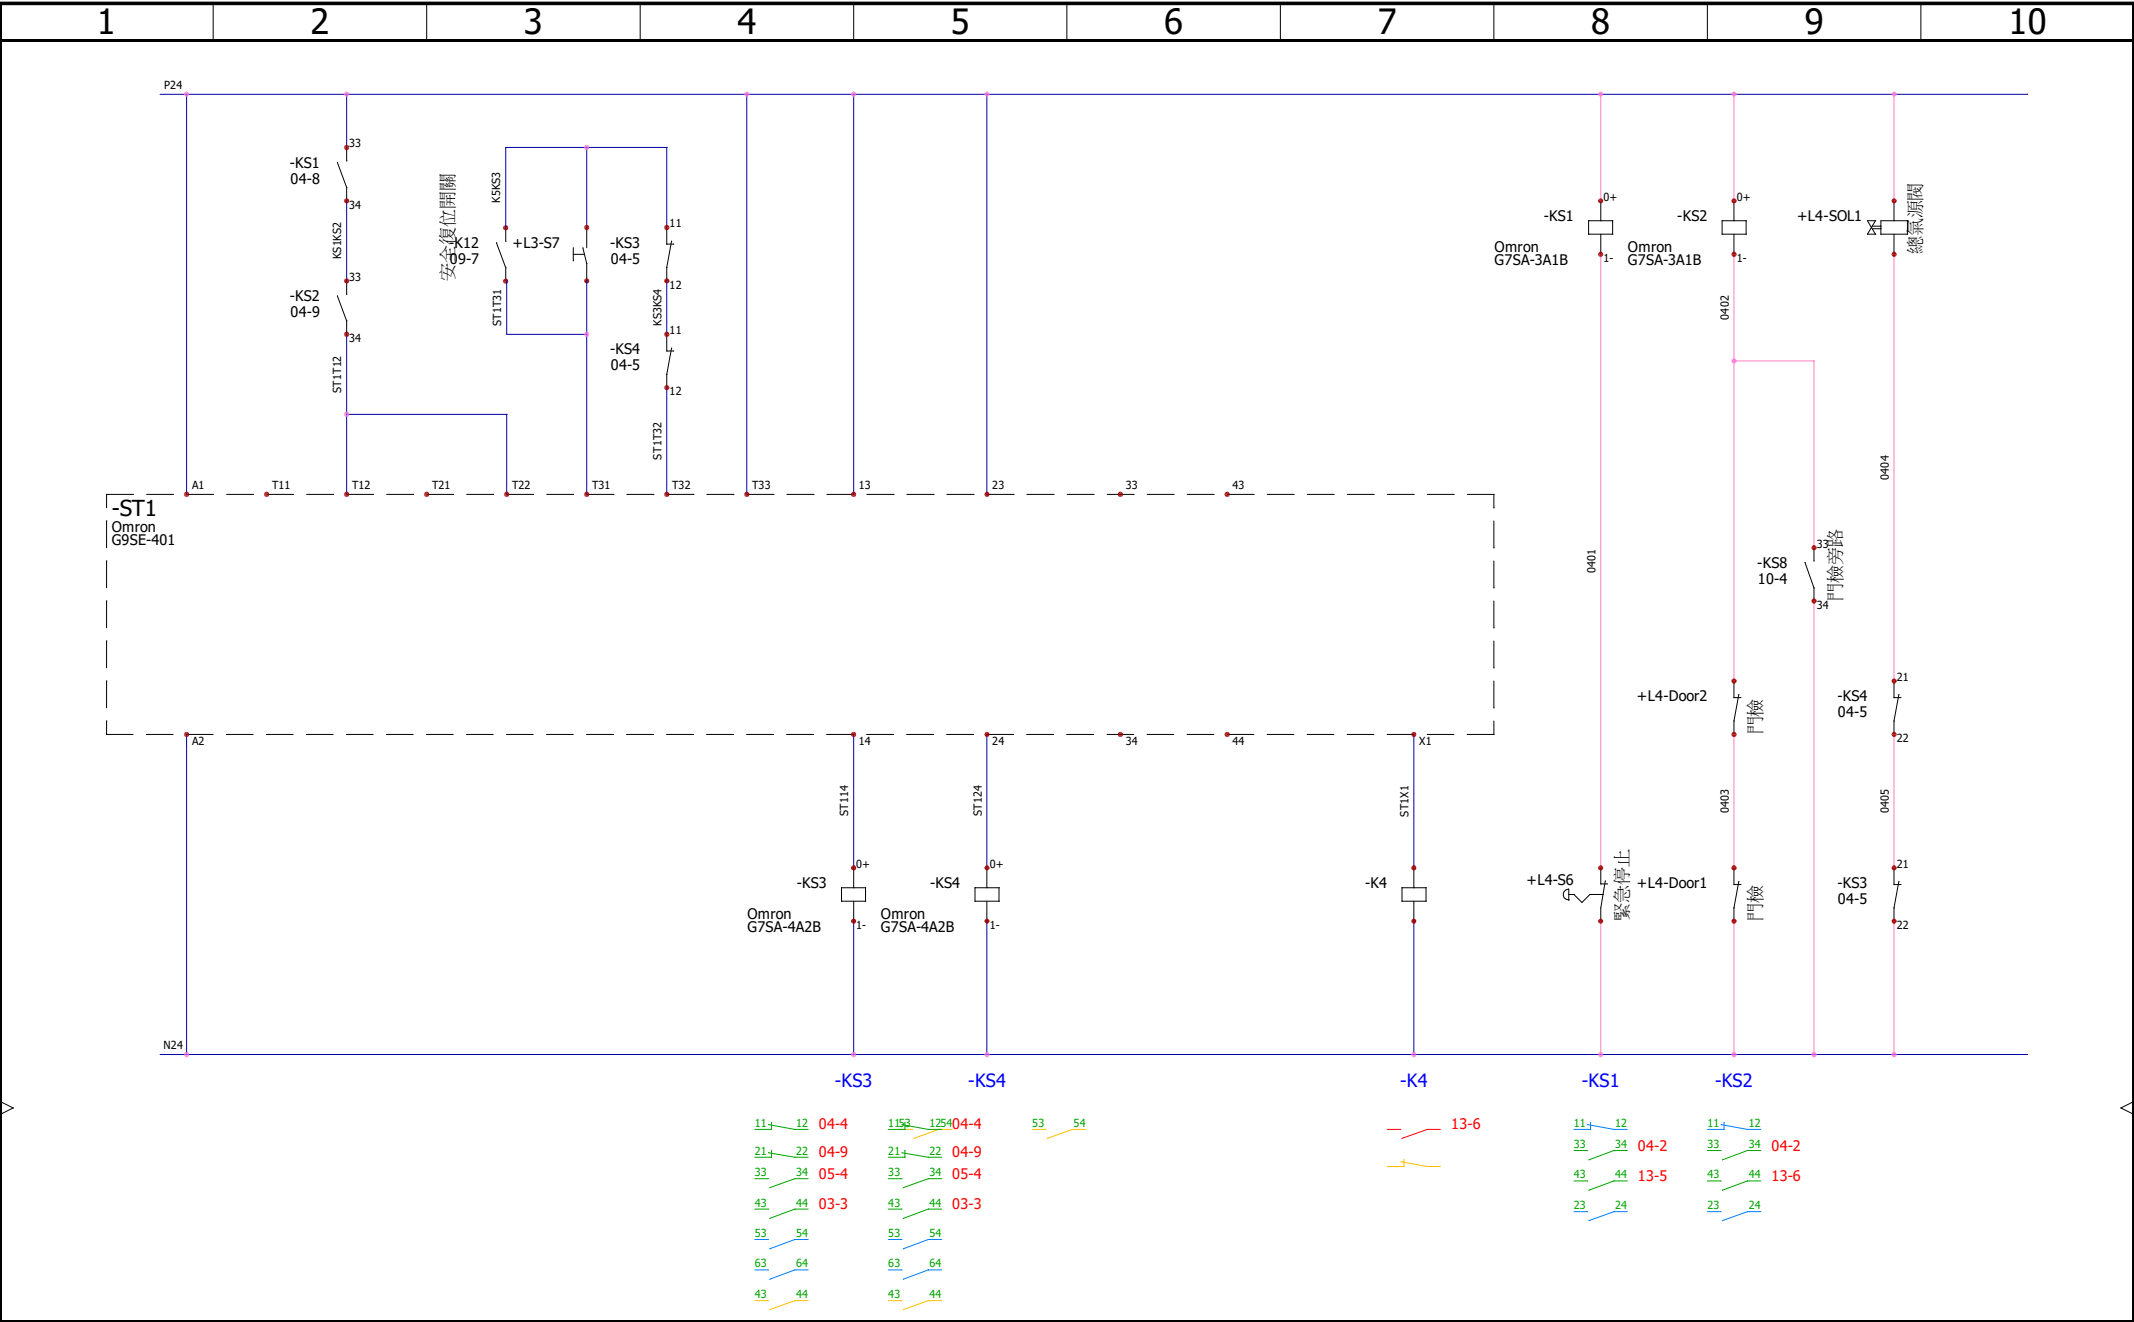 1 2 3 4 5 6 7 8 9 10
P24
33
-KS1
04-8
34
KS1KS2
33
-KS2
04-9
34
ST1T12
安全復位開關
K5KS3
-K12
09-7
ST1T31
+L3-S7
11
-KS3
04-5
12
KS3KS4
11
-KS4
04-5
12
ST1T32
0+
-KS1
Omron
G7SA-3A1B
1-
0401
0+
-KS2
Omron
G7SA-3A1B
1-
0402
+L4-SOL1
總氣源閥
0404
A1 T11 T12 T21 T22 T31 T32 T33 13 23 33 43
-ST1
Omron
G9SE-401
33
-KS8
10-4
34
門檢旁路
+L4-Door2
門檢
21
-KS4
04-5
22
A2 14 24 34 44 X1
ST114
ST124
ST1X1
0403
0405
0+
-KS3
Omron
G7SA-4A2B
1-
0+
-KS4
Omron
G7SA-4A2B
1-
-K4
+L4-S6
緊急停止
+L4-Door1
門檢
21
-KS3
04-5
22
N24
-KS3 -KS4 -K4 -KS1 -KS2
11 12 04-4 11 53 12 54 04-4 53 54 13-6 11 12 11 12
33 34 04-2 33 34 04-2
21 22 04-9 21 22 04-9
33 34 05-4 33 34 05-4 43 44 13-5 43 44 13-6
43 44 03-3 43 44 03-3 23 24 23 24
53 54 53 54
63 64 63 64
43 44 43 44